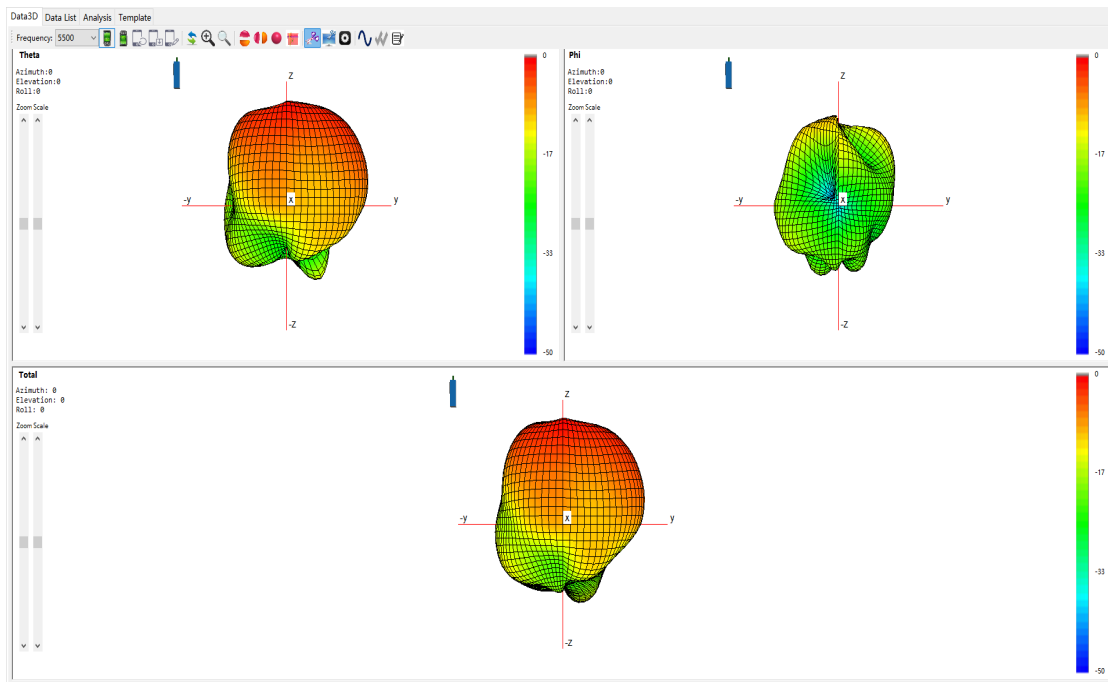 Data3D Data List Analysis Template
Frequency: 5500
Theta
Azimuth:0
Elevation:0
Roll:0
Zoom Scale
Z
-y
X
y
-Z
0
-17
-33
-50
Phi
Azimuth:0
Elevation:0
Roll:0
Zoom Scale
Z
-y
X
y
-Z
0
-17
-33
-50
Total
Azimuth: 0
Elevation: 0
Roll: 0
Zoom Scale
Z
-y
X
y
-Z
0
-17
-33
-50